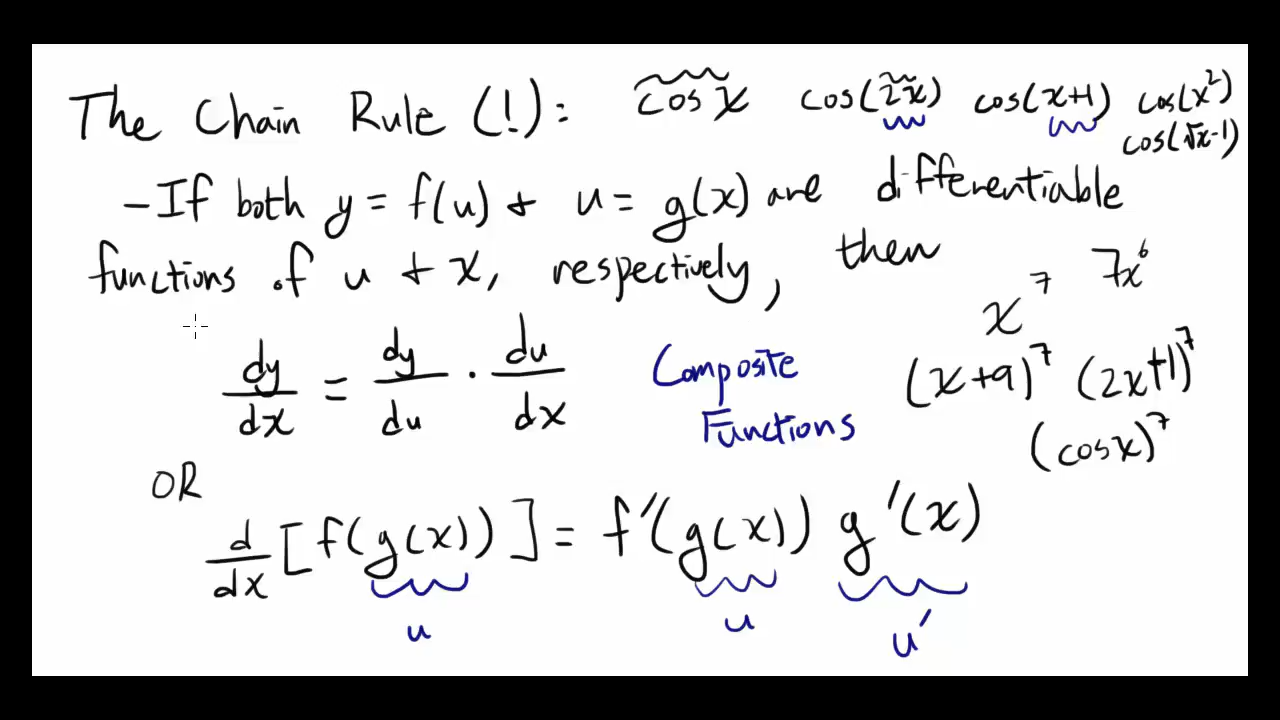 The Chain Rule (!): cos x cos(2x) cos(x+1) cos(x²)
cos(√x-1)
-If both y = f(u) + u = g(x) are differentiable
functions of u + x, respectively, then
x⁷ 7x⁶
dy/dx = dy/du · du/dx
Composite
Functions
(x+9)⁷ (2x+1)⁷
(cosx)⁷
OR
d/dx [f(g(x))] = f'(g(x)) g'(x)
u u u'